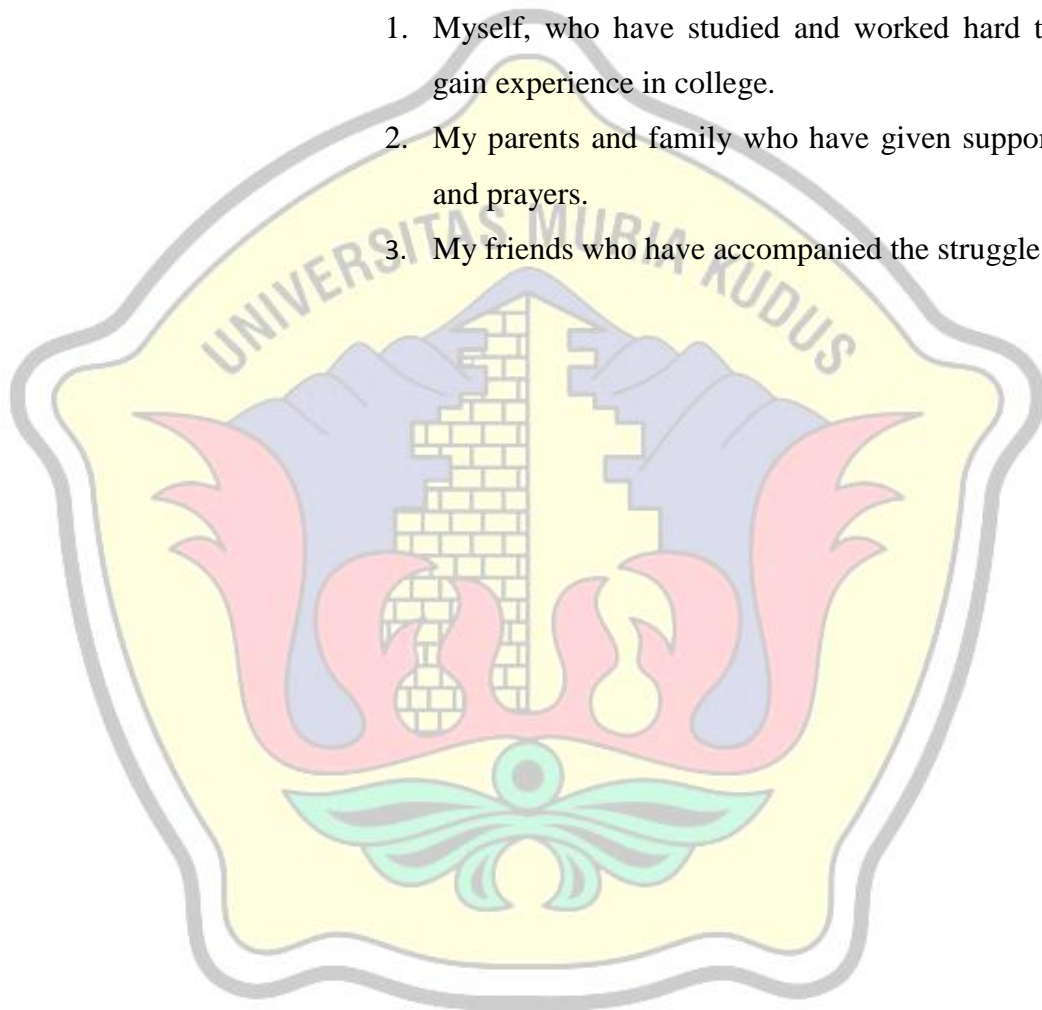 1. Myself, who have studied and worked hard t
gain experience in college.
2. My parents and family who have given suppor
and prayers.
3. My friends who have accompanied the struggle
UNIVERSITAS MURIA KUDUS